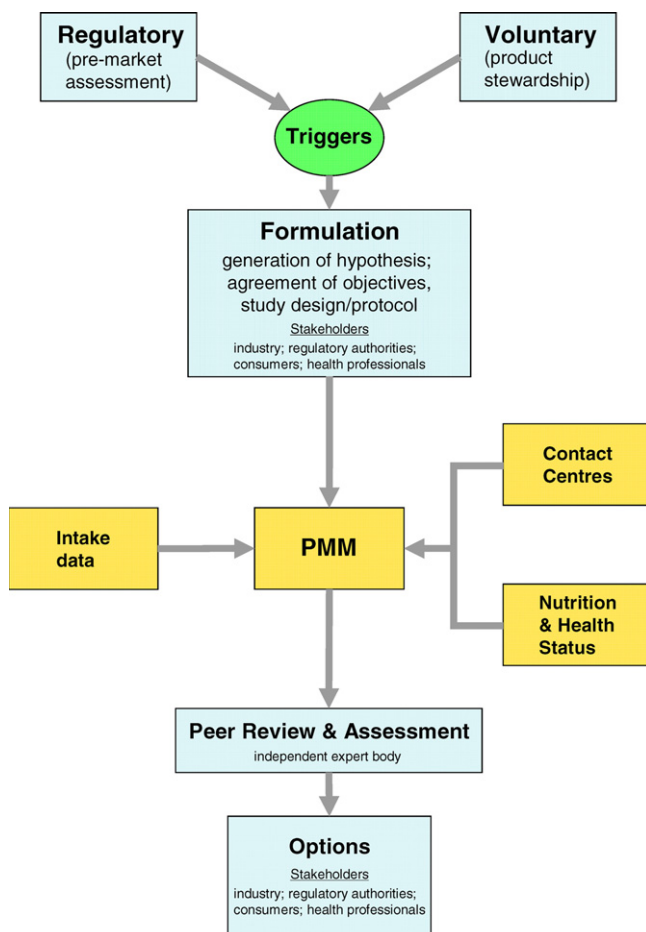 Regulatory
(pre-market
assessment)
Voluntary
(product
stewardship)
Triggers
Formulation
generation of hypothesis;
agreement of objectives,
study design/protocol
Stakeholders
industry; regulatory authorities;
consumers; health professionals
Contact
Centres
Intake
data
PMM
Nutrition
& Health
Status
Peer Review & Assessment
independent expert body
Options
Stakeholders
industry; regulatory authorities;
consumers; health professionals